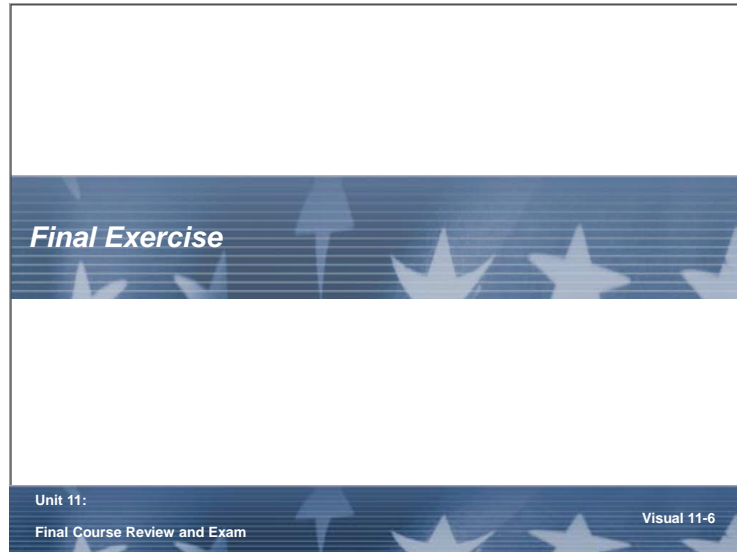 Final Exercise
Unit 11:
Final Course Review and Exam
Visual 11-6